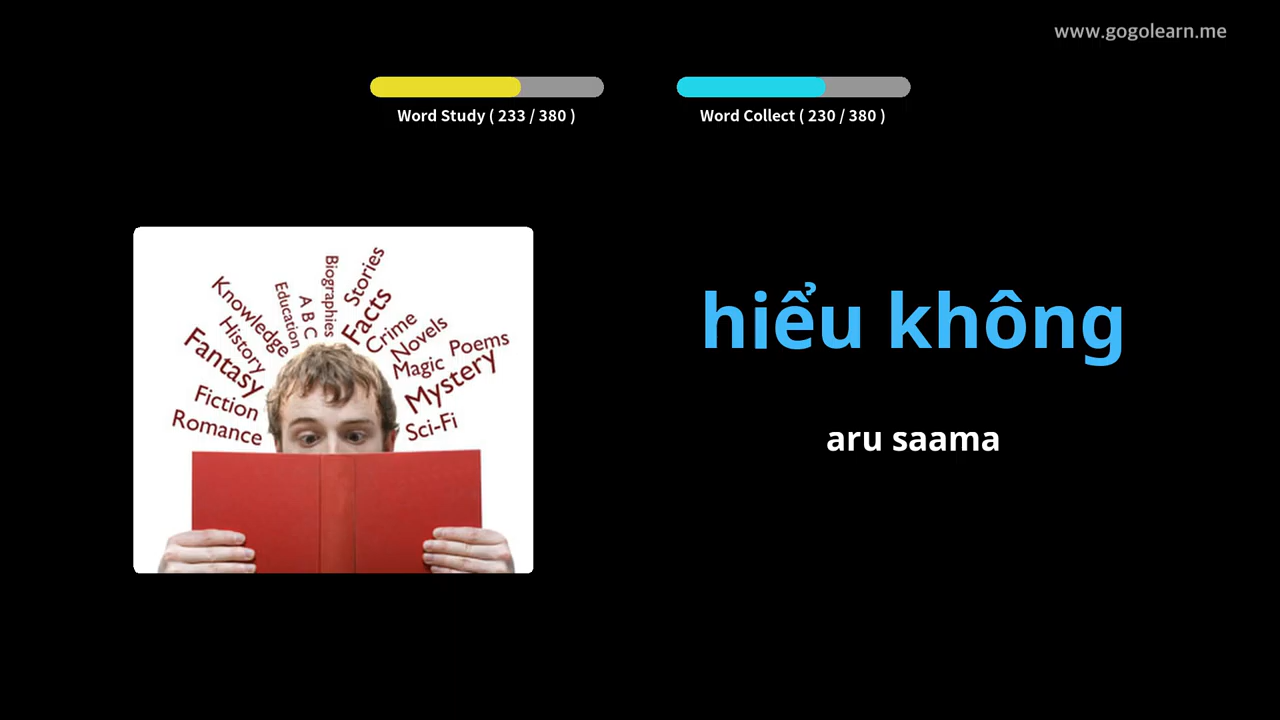 www.gogolearn.me
Word Study ( 233 / 380 )
Word Collect ( 230 / 380 )
Knowledge
History
Fantasy
Fiction
Romance
Education
A B C
Biographies
Stories
Facts
Crime
Novels
Magic
Poems
Mystery
Sci-Fi
hiểu không
aru saama